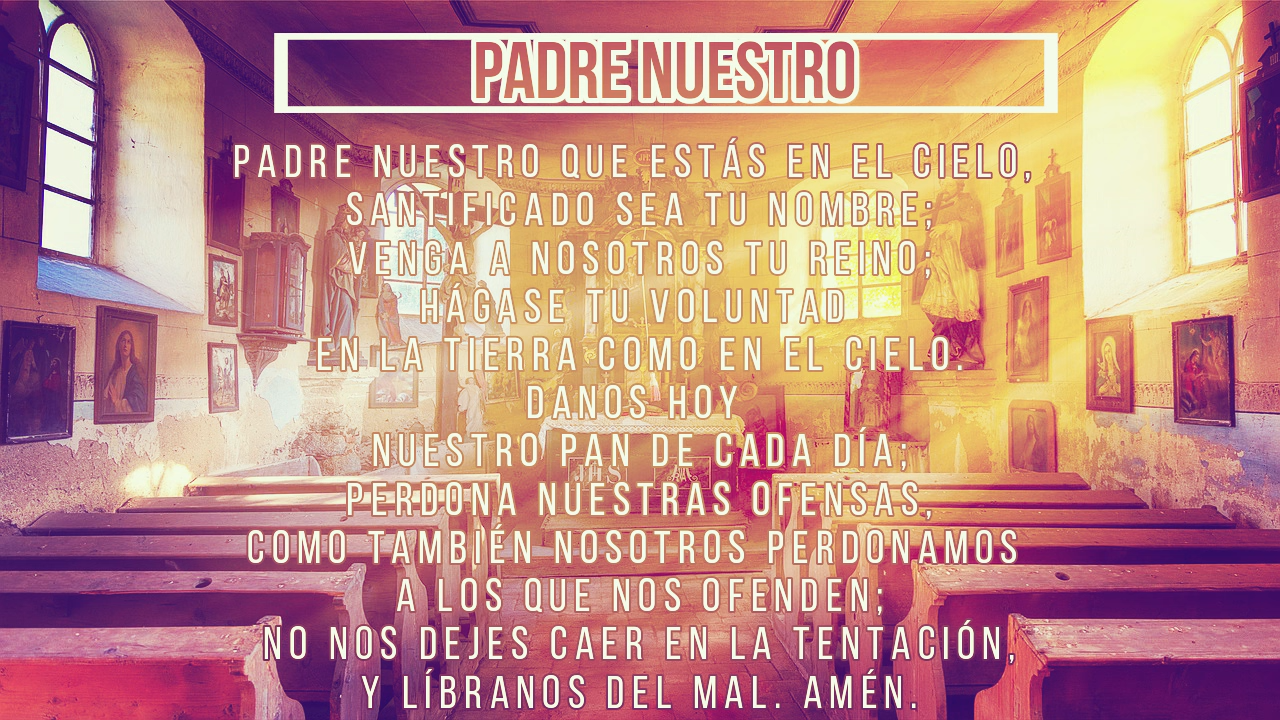 PADRE NUESTRO
PADRE NUESTRO QUE ESTÁS EN EL CIELO,
SANTIFICADO SEA TU NOMBRE;
VENGA A NOSOTROS TU REINO;
HÁGASE TU VOLUNTAD
EN LA TIERRA COMO EN EL CIELO.
DANOS HOY
NUESTRO PAN DE CADA DÍA;
PERDONA NUESTRAS OFENSAS,
COMO TAMBIÉN NOSOTROS PERDONAMOS
A LOS QUE NOS OFENDEN;
NO NOS DEJES CAER EN LA TENTACIÓN,
Y LÍBRANOS DEL MAL. AMÉN.